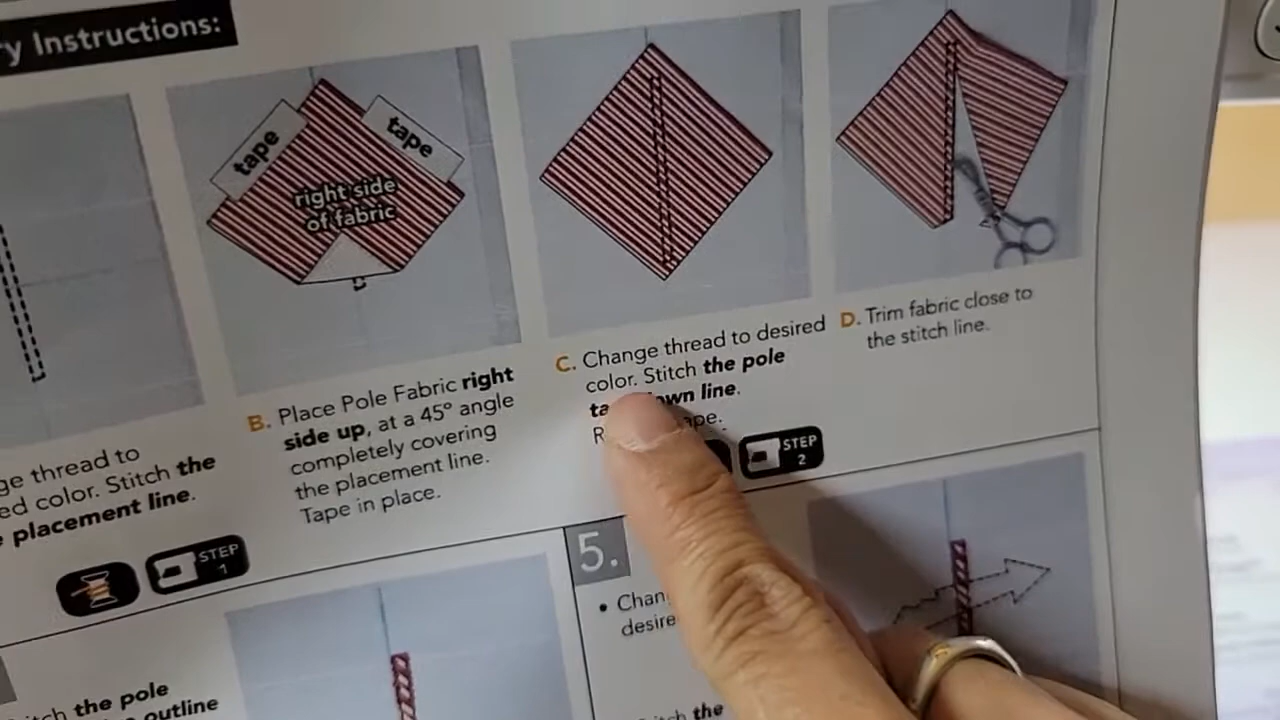 y Instructions:
tape
tape
right side
of fabric
ge thread to
ed color. Stitch the
placement line.
STEP
1
B. Place Pole Fabric right
side up, at a 45° angle
completely covering
the placement line.
Tape in place.
C. Change thread to desired
color. Stitch the pole
ta own line.
R ape.
STEP
2
D. Trim fabric close to
the stitch line.
5.
• Chan
desire
tch the pole
outline
tch the